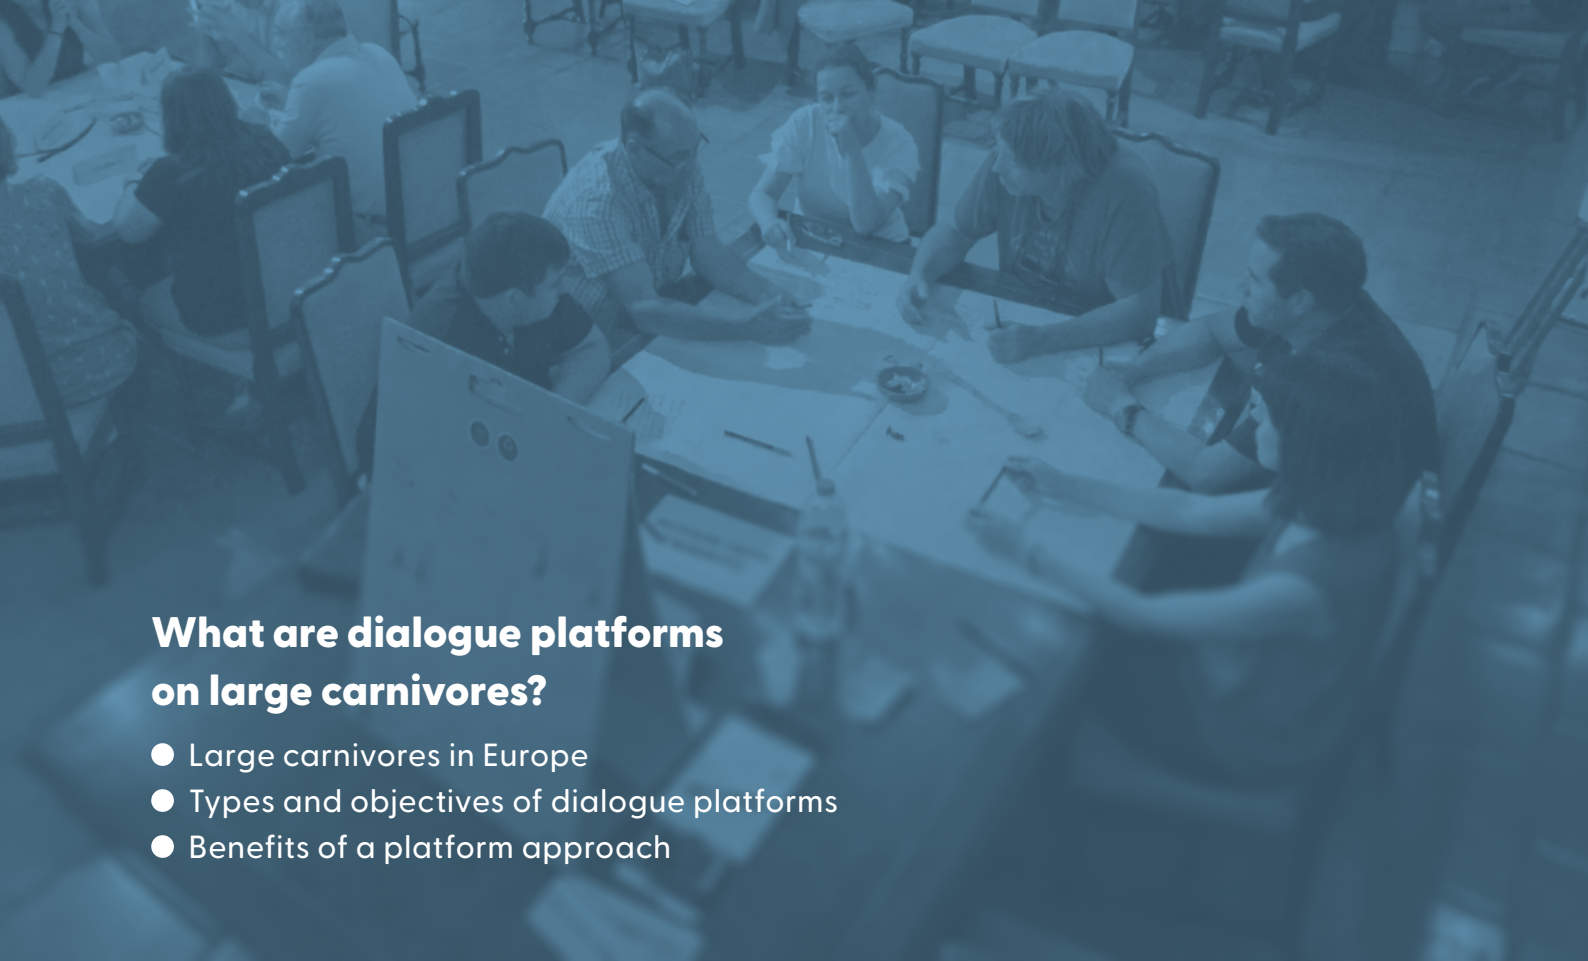 What are dialogue platforms
on large carnivores?
● Large carnivores in Europe
● Types and objectives of dialogue platforms
● Benefits of a platform approach